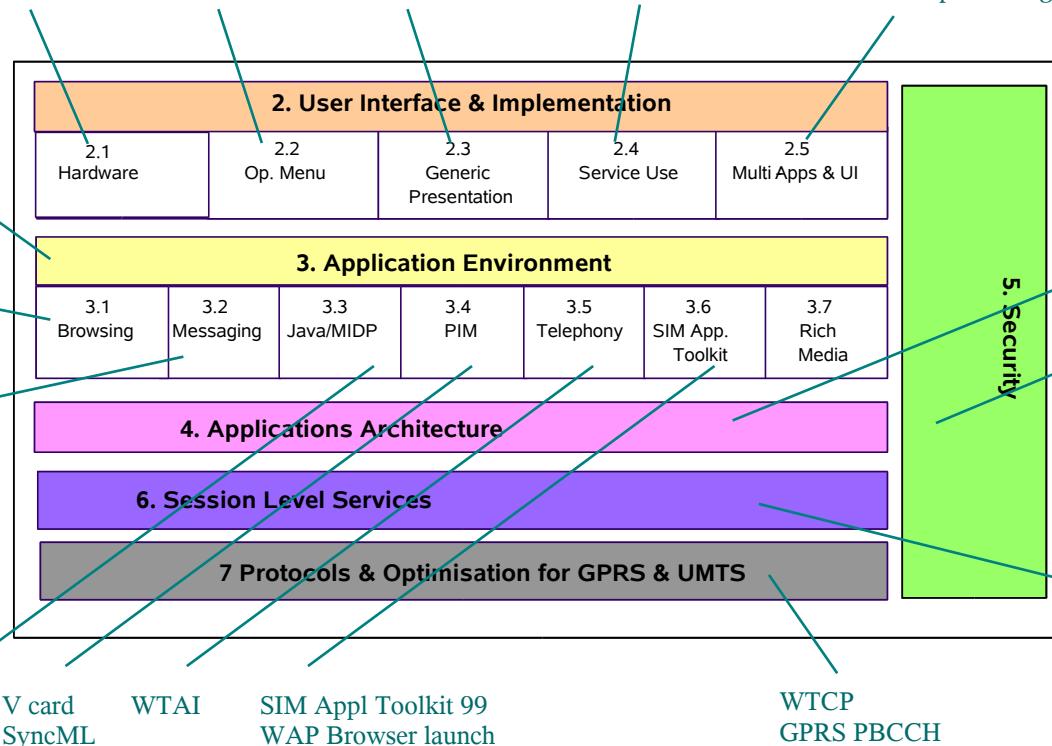 2. User Interface & Implementation
2.1
Hardware
2.2
Op. Menu
2.3
Generic
Presentation
2.4
Service Use
2.5
Multi Apps & UI
3. Application Environment
3.1
Browsing
3.2
Messaging
3.3
Java/MIDP
3.4
PIM
3.5
Telephony
3.6
SIM App.
Toolkit
3.7
Rich
Media
4. Applications Architecture
6. Session Level Services
7 Protocols & Optimisation for GPRS & UMTS
5. Security
V card
SyncML
WTAI
SIM Appl Toolkit 99
WAP Browser launch
WTCP
GPRS PBCCH